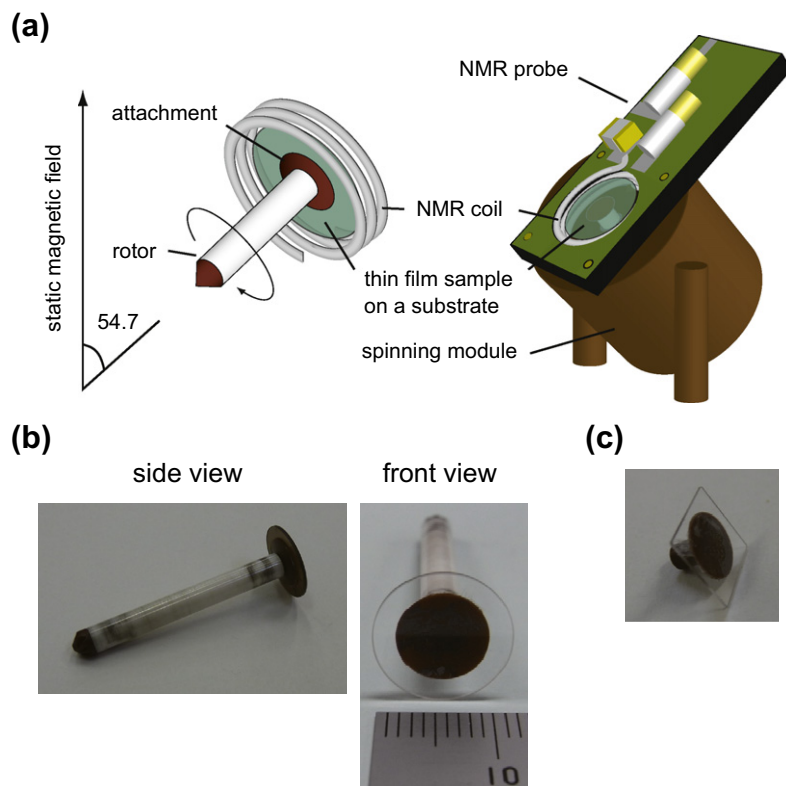 (a)
static magnetic field
54.7
attachment
rotor
NMR coil
thin film sample
on a substrate
NMR probe
spinning module
(b)
side view
front view
10
(c)